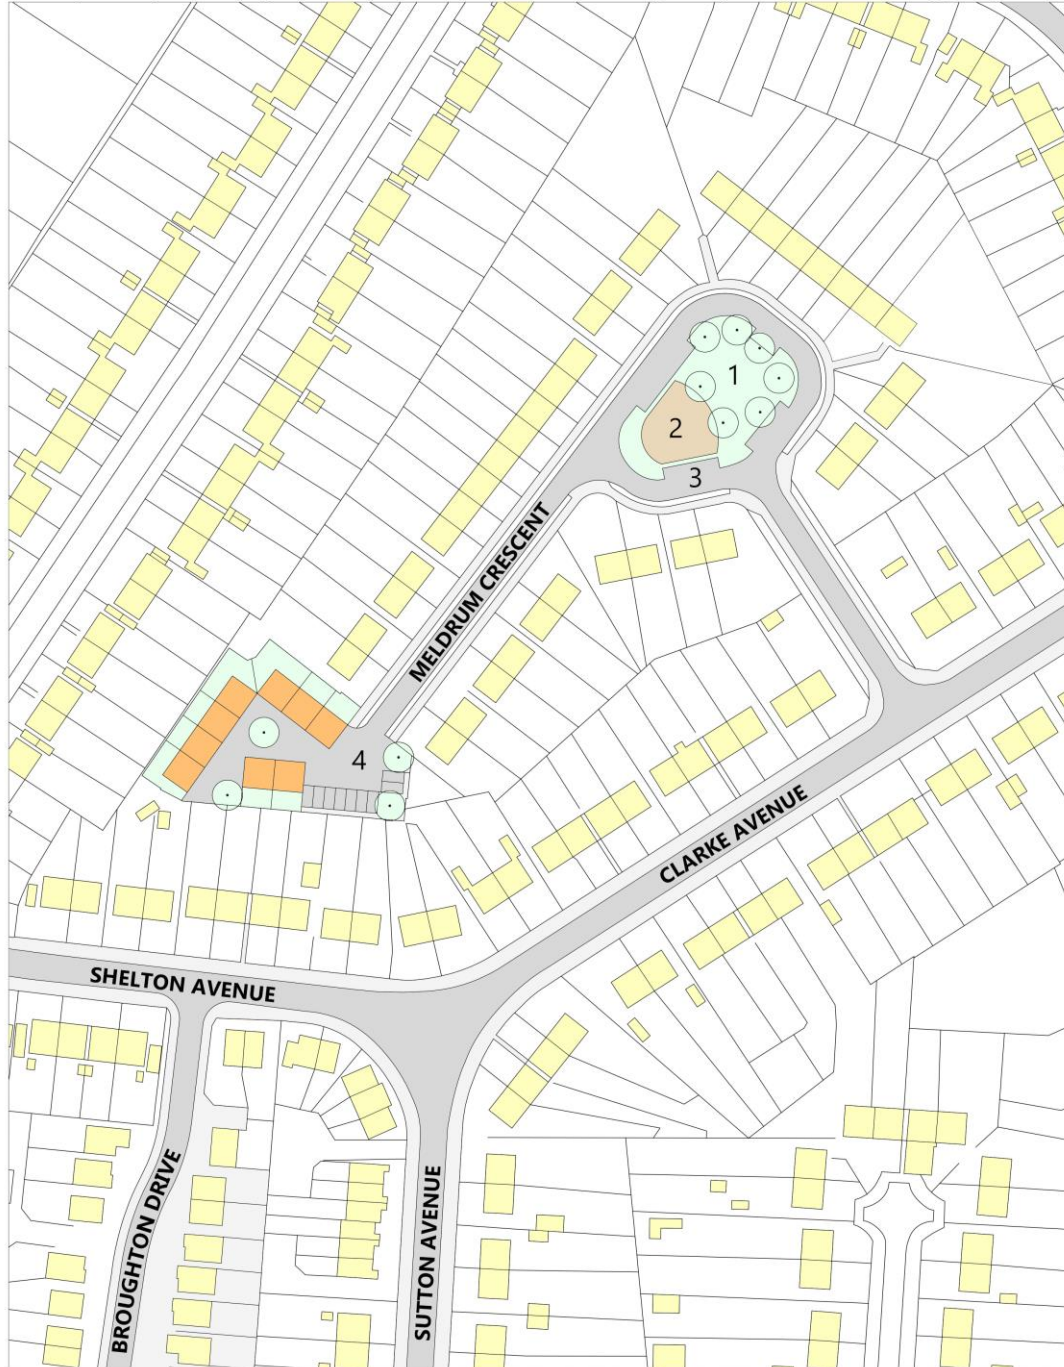 1
2
3
MELDRUM CRESCENT
4
CLARKE AVENUE
SHELTON AVENUE
BROUGHTON DRIVE
SUTTON AVENUE